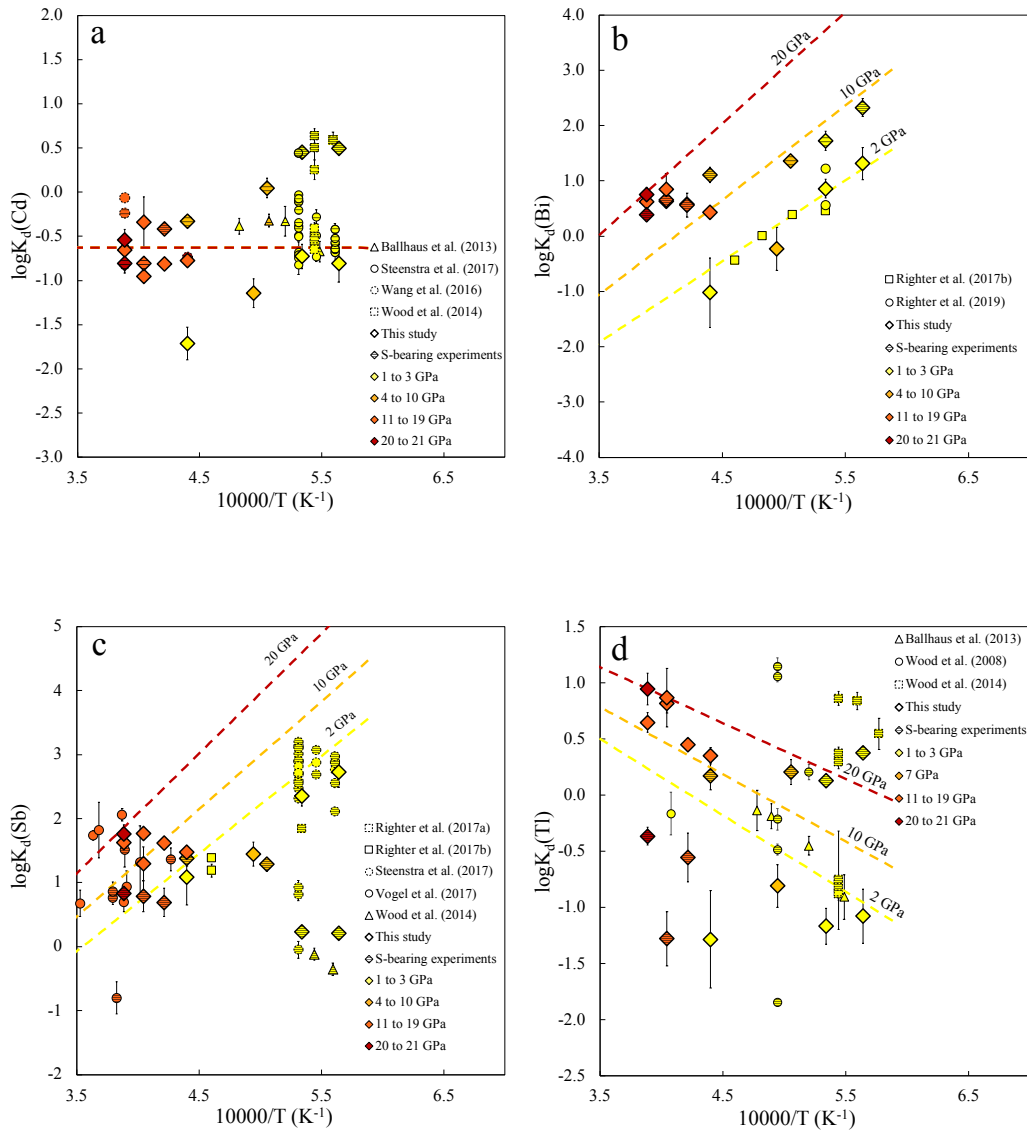 a
2.0
1.5
1.0
0.5
0.0
-0.5
-1.0
-1.5
-2.0
-2.5
-3.0
logKd(Cd)
3.5 4.5 5.5 6.5
10000/T (K-1)
Ballhaus et al. (2013)
Steenstra et al. (2017)
Wang et al. (2016)
Wood et al. (2014)
This study
S-bearing experiments
1 to 3 GPa
4 to 10 GPa
11 to 19 GPa
20 to 21 GPa
b
4.0
3.0
2.0
1.0
0.0
-1.0
-2.0
-3.0
-4.0
logKd(Bi)
3.5 4.5 5.5 6.5
10000/T (K-1)
20 GPa
10 GPa
2 GPa
Righter et al. (2017b)
Righter et al. (2019)
This study
S-bearing experiments
1 to 3 GPa
4 to 10 GPa
11 to 19 GPa
20 to 21 GPa
c
5
4
3
2
1
0
-1
-2
logKd(Sb)
3.5 4.5 5.5 6.5
10000/T (K-1)
20 GPa
10 GPa
2 GPa
Righter et al. (2017a)
Righter et al. (2017b)
Steenstra et al. (2017)
Vogel et al. (2017)
Wood et al. (2014)
This study
S-bearing experiments
1 to 3 GPa
4 to 10 GPa
11 to 19 GPa
20 to 21 GPa
d
1.5
1.0
0.5
0.0
-0.5
-1.0
-1.5
-2.0
-2.5
logKd(Tl)
3.5 4.5 5.5 6.5
10000/T (K-1)
20 GPa
10 GPa
2 GPa
Ballhaus et al. (2013)
Wood et al. (2008)
Wood et al. (2014)
This study
S-bearing experiments
1 to 3 GPa
7 GPa
11 to 19 GPa
20 to 21 GPa